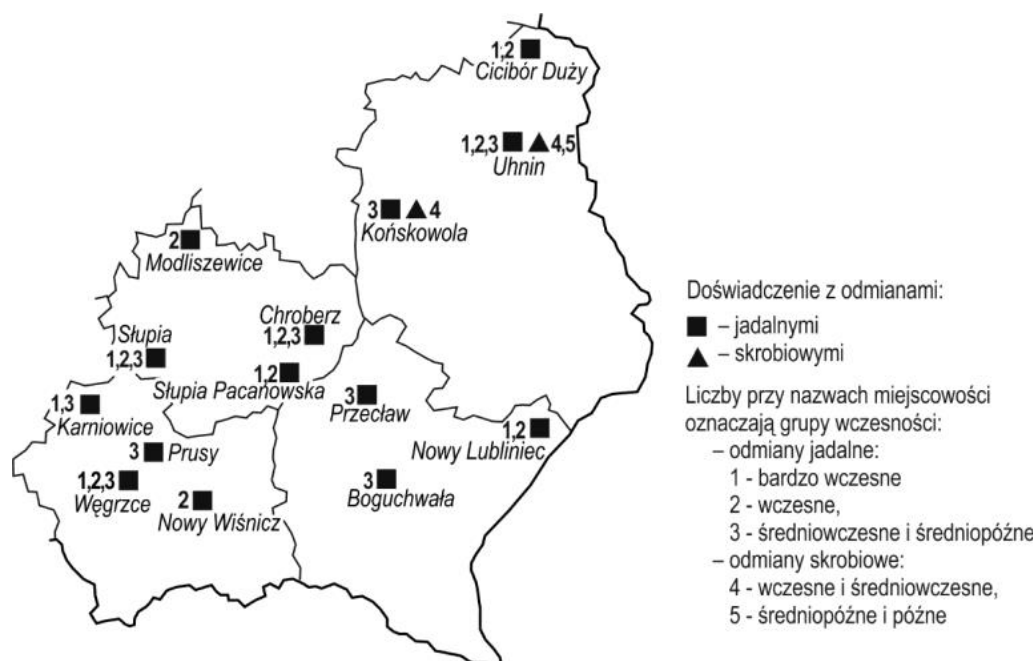 1,2
Cicibór Duży
1,2,3 4,5
Uhnin
3 4
Końskowola
2
Modliszewice
Chroberz
1,2,3
Słupia
1,2,3
1,2
Słupia Pacanowska
3
Przecław
1,3
Karniowice
1,2
Nowy Lubliniec
3 Prusy
1,2,3
Węgrzce
3
Boguchwała
2
Nowy Wiśnicz
Doświadczenie z odmianami:
– jadalnymi
– skrobiowymi
Liczby przy nazwach miejscowości
oznaczają grupy wczesności:
– odmiany jadalne:
1 - bardzo wczesne
2 - wczesne,
3 - średniowczesne i średniopóźne
– odmiany skrobiowe:
4 - wczesne i średniowczesne,
5 - średniopóźne i późne